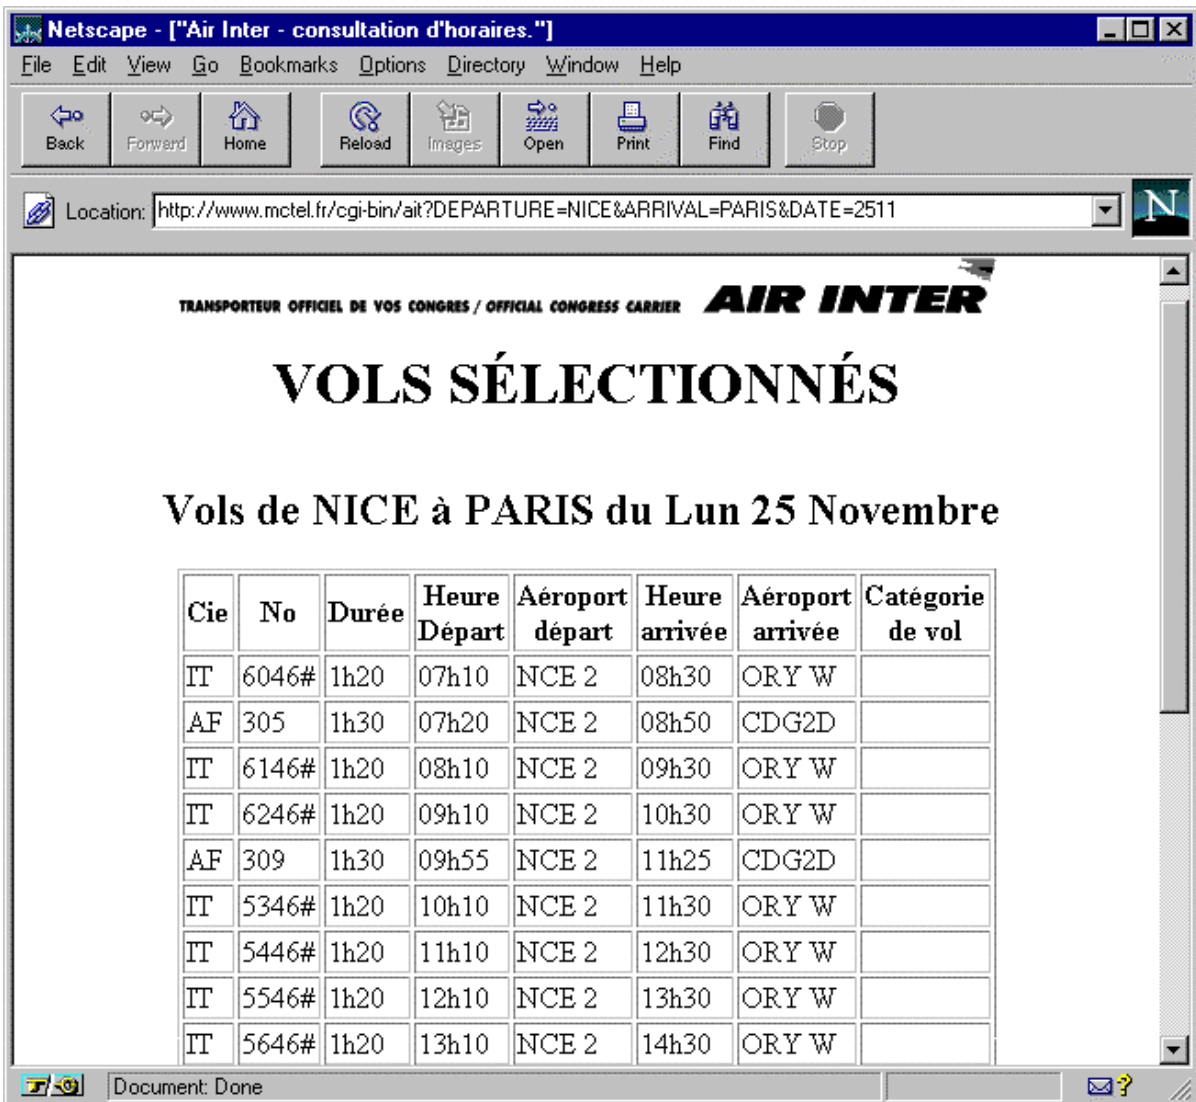 Netscape - ["Air Inter - consultation d'horaires."]
File Edit View Go Bookmarks Options Directory Window Help
Back Forward Home Reload Images Open Print Find Stop
Location: http://www.mctel.fr/cgi-bin/ait?DEPARTURE=NICE&ARRIVAL=PARIS&DATE=2511
N
TRANSPORTEUR OFFICIEL DE VOS CONGRES / OFFICIAL CONGRESS CARRIER AIR INTER
VOLS SÉLECTIONNÉS
Vols de NICE à PARIS du Lun 25 Novembre
Cie No Durée Heure Départ Aéroport départ Heure arrivée Aéroport arrivée Catégorie de vol
IT 6046# 1h20 07h10 NCE 2 08h30 ORY W
AF 305 1h30 07h20 NCE 2 08h50 CDG2D
IT 6146# 1h20 08h10 NCE 2 09h30 ORY W
IT 6246# 1h20 09h10 NCE 2 10h30 ORY W
AF 309 1h30 09h55 NCE 2 11h25 CDG2D
IT 5346# 1h20 10h10 NCE 2 11h30 ORY W
IT 5446# 1h20 11h10 NCE 2 12h30 ORY W
IT 5546# 1h20 12h10 NCE 2 13h30 ORY W
IT 5646# 1h20 13h10 NCE 2 14h30 ORY W
Document: Done
?